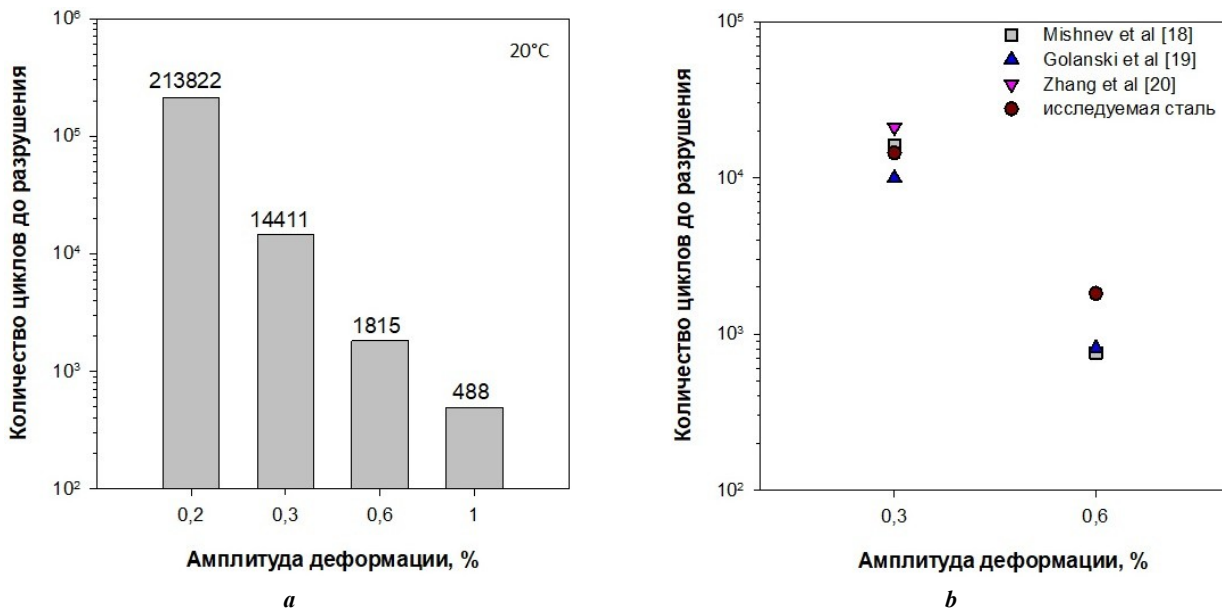 Количество циклов до разрушения
10⁶
10⁵
10⁴
10³
10²
20°C
213822
14411
1815
488
0,2
0,3
0,6
1
Амплитуда деформации, %
a
Количество циклов до разрушения
10⁵
10⁴
10³
10²
Mishnev et al [18]
Golanski et al [19]
Zhang et al [20]
исследуемая сталь
0,3
0,6
Амплитуда деформации, %
b